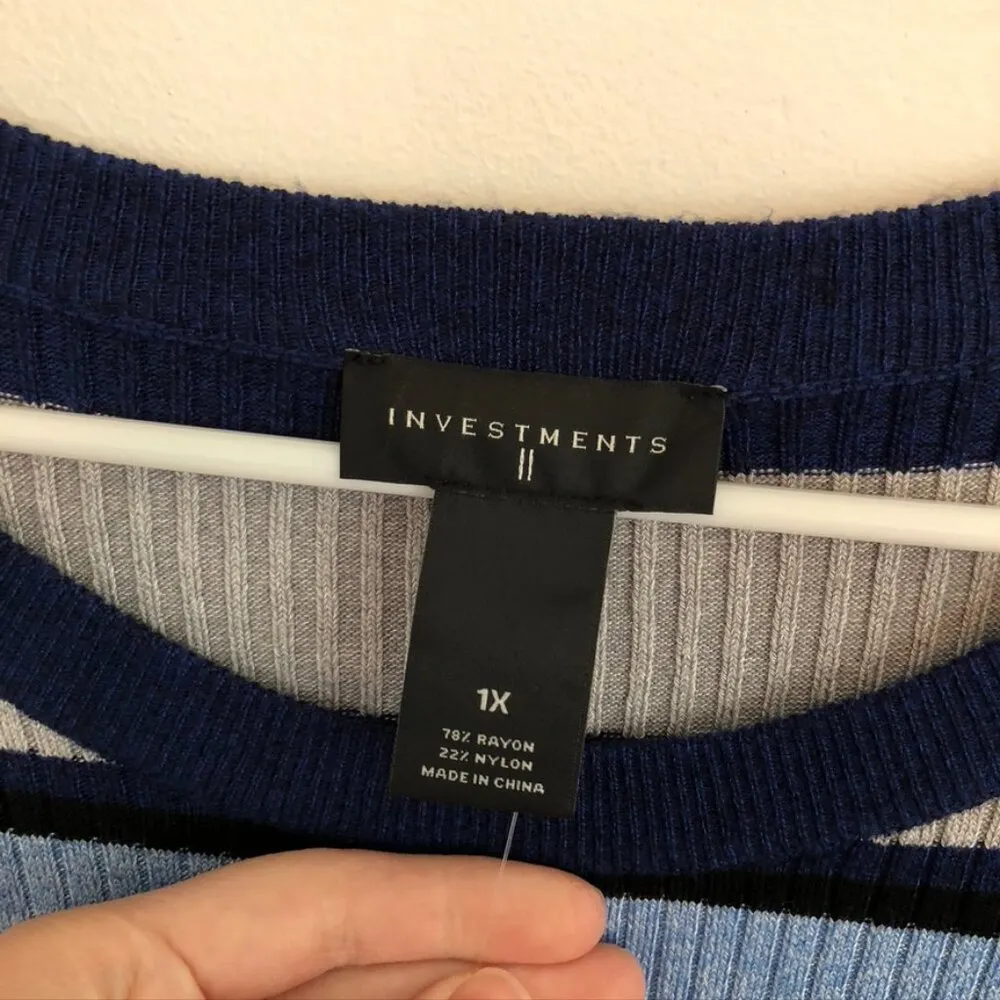 INVESTMENTS
II
1X
78% RAYON
22% NYLON
MADE IN CHINA